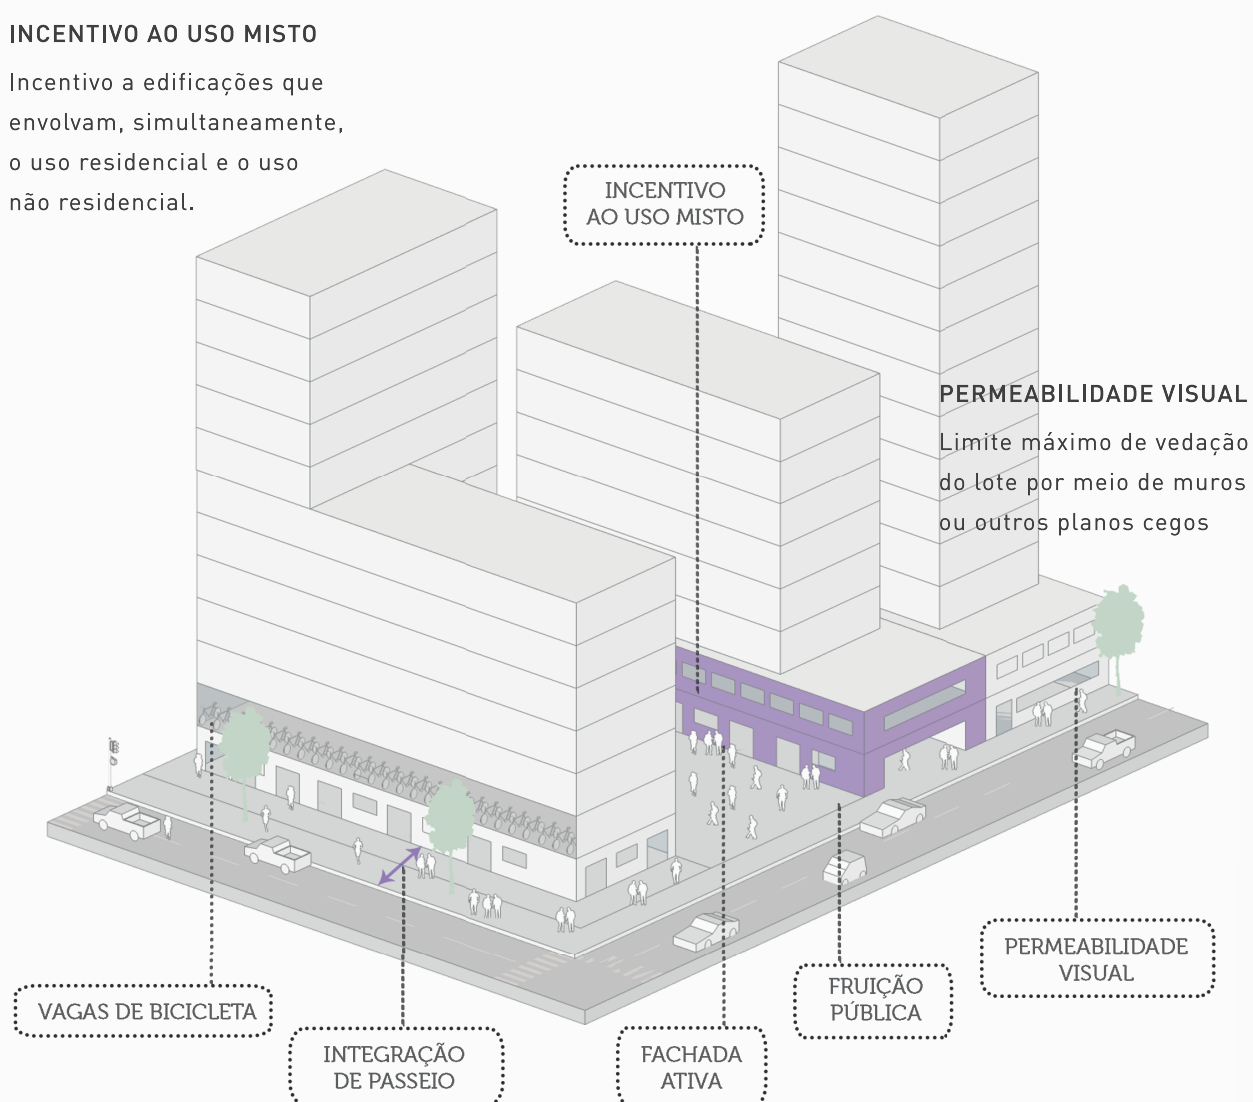 INCENTIVO AO USO MISTO
Incentivo a edificações que
envolvam, simultaneamente,
o uso residencial e o uso
não residencial.
INCENTIVO
AO USO MISTO
PERMEABILIDADE VISUAL
Limite máximo de vedação
do lote por meio de muros
ou outros planos cegos
PERMEABILIDADE
VISUAL
FRUIÇÃO
PÚBLICA
VAGAS DE BICICLETA
INTEGRAÇÃO
DE PASSEIO
FACHADA
ATIVA